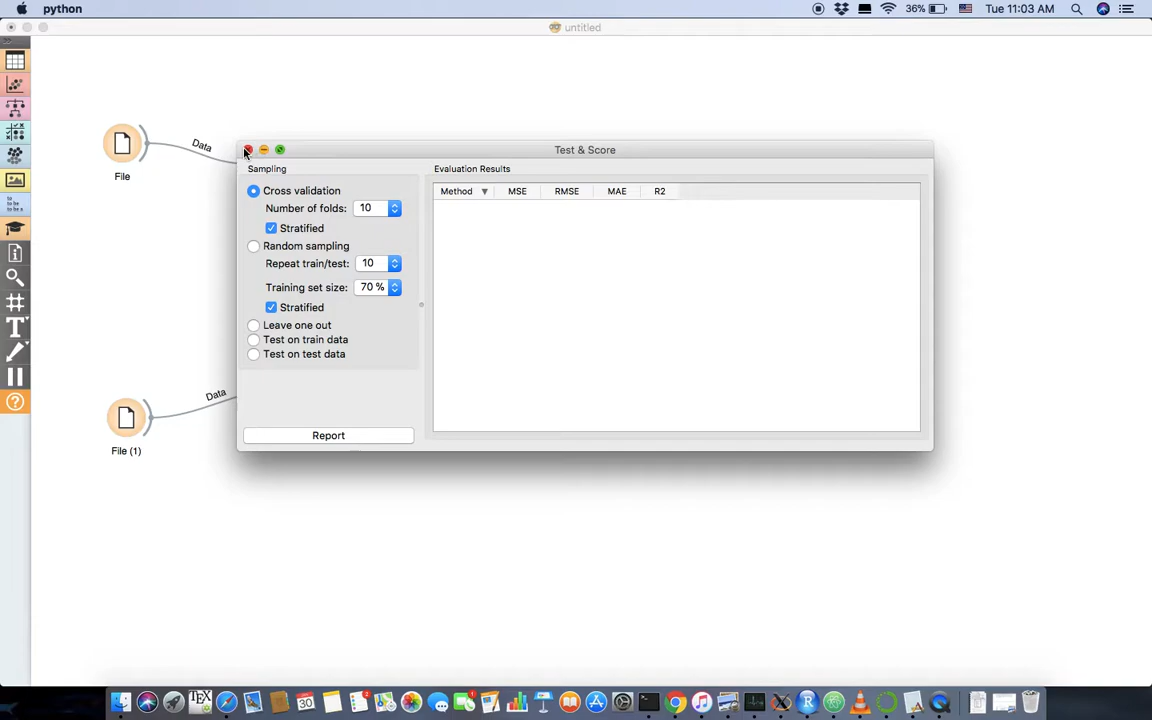 python
36%
Tue 11:03 AM
untitled
Data
File
Test & Score
Sampling
Cross validation
Number of folds: 10
Stratified
Random sampling
Repeat train/test: 10
Training set size: 70 %
Stratified
Leave one out
Test on train data
Test on test data
Report
Evaluation Results
Method MSE RMSE MAE R2
Data
File (1)